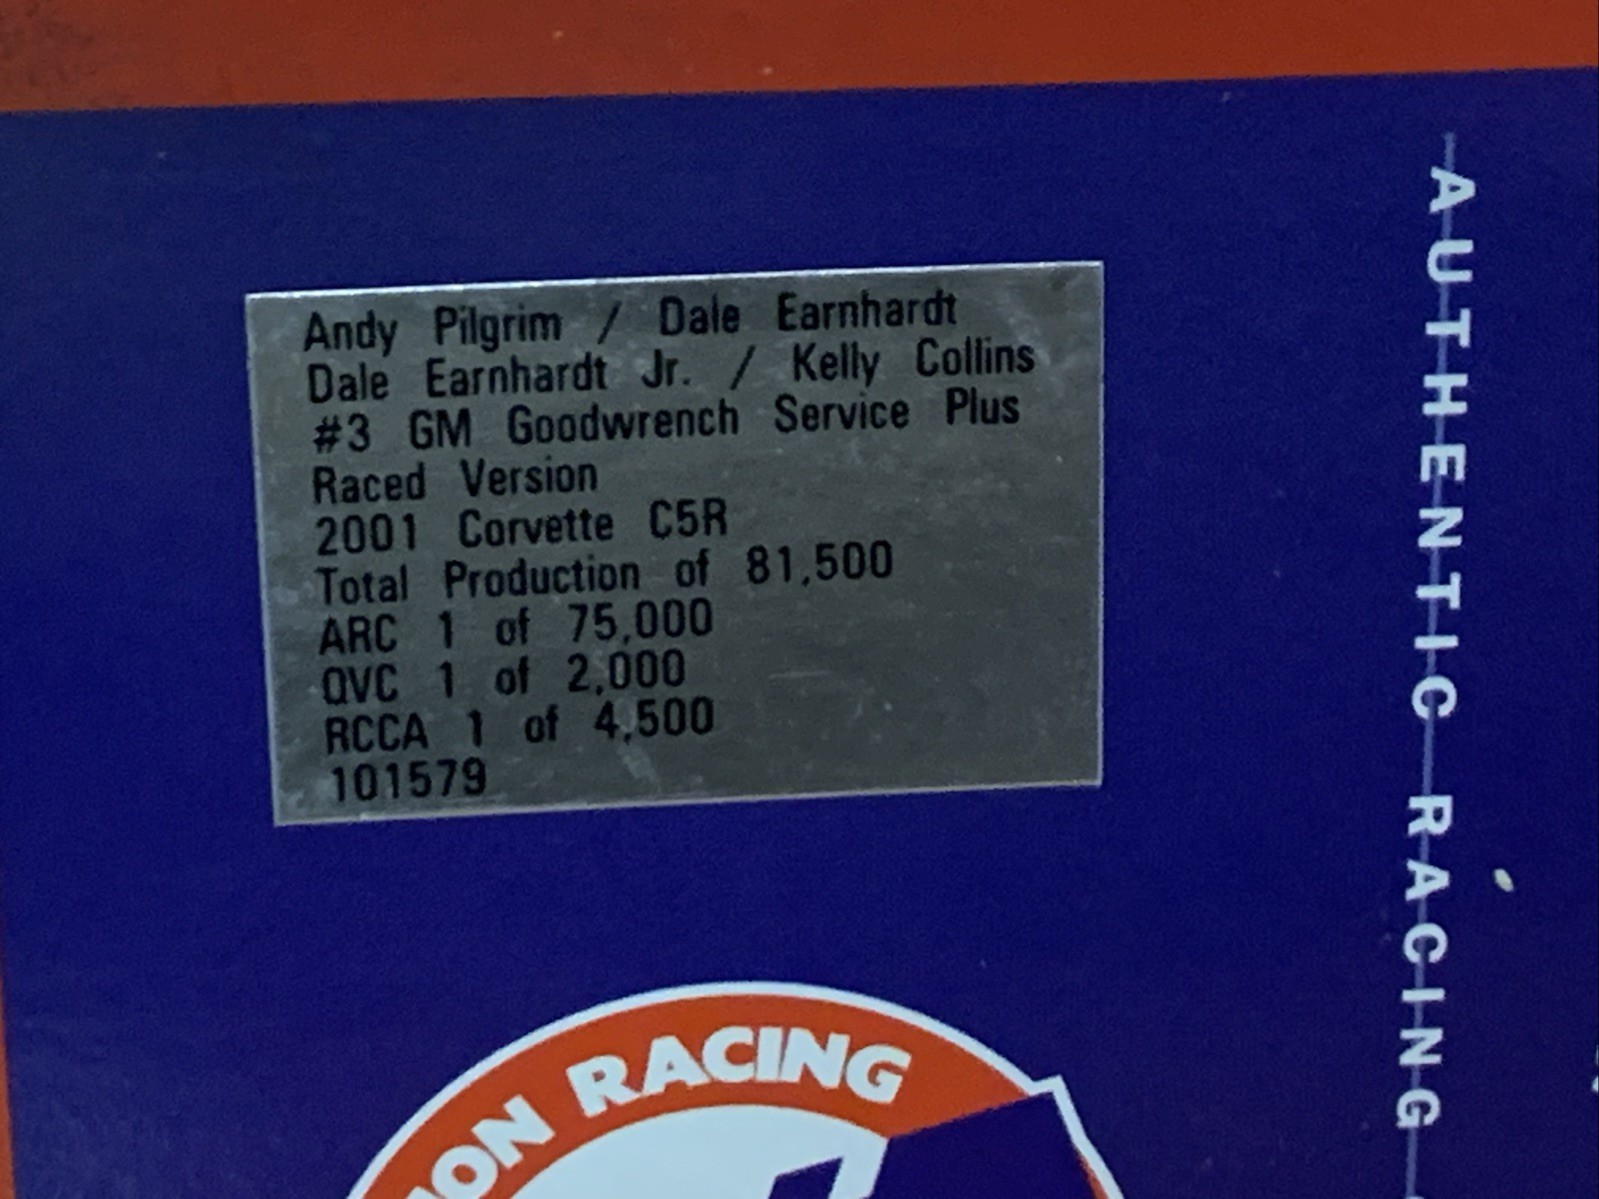 Andy Pilgrim / Dale Earnhardt
Dale Earnhardt Jr. / Kelly Collins
#3 GM Goodwrench Service Plus
Raced Version
2001 Corvette C5R
Total Production of 81,500
ARC 1 of 75,000
QVC 1 of 2,000
RCCA 1 of 4,500
101579
AUTHENTIC RACING
RACING